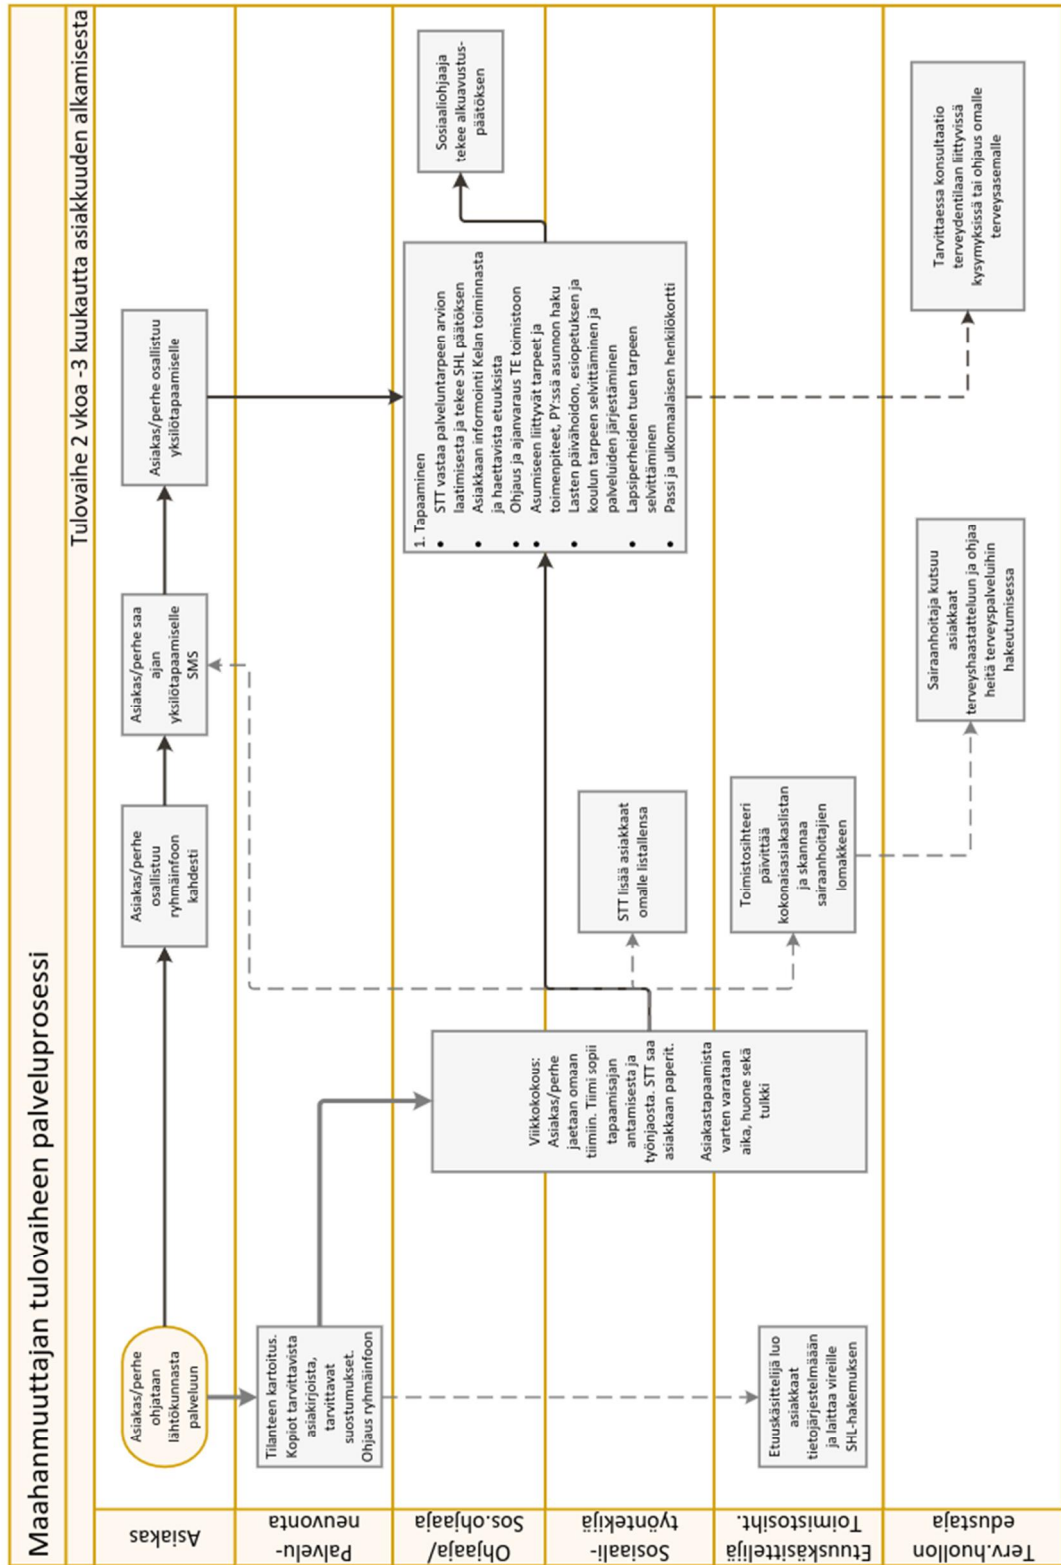 Maahanmuuttajan tulovaiheen palveluprosessi
Tulovaihe 2 vkoa -3 kuukautta asiakkuuden alkamisesta
Asiakas
Asiakas/perhe
ohjataan
lähtökunnasta
palveluun
Asiakas/perhe
osallistuu
ryhmäinfoon
kahdesti
Asiakas/perhe saa
ajan
yksilötapaamiselle
SMS
Asiakas/perhe osallistuu
yksilötapaamiselle
Palvelu-
neuvonta
Tilanteen kartoitus.
Kopiot tarvittavista
asiakirjoista,
tarvittavat
suostumukset.
Ohjaus ryhmäinfoon
Ohjaaja/
Sos.ohjaaja
Viikkokokous:
Asiakas/perhe
jaetaan omaan
tiimiin. Tiimi sopii
tapaamisajan
antamisesta ja
työnjaosta. STT saa
asiakkaan paperit.
Asiakastapaamista
varten varataan
aika, huone sekä
tulkki
1. Tapaaminen
• STT vastaa palveluntarpeen arvion
laatimisesta ja tekee SHL päätöksen
• Asiakkaan informointi Kelan toiminnasta
ja haettavista etuuksista
• Ohjaus ja ajanvaraus TE toimistoon
• Asumiseen liittyvät tarpeet ja
toimenpiteet, PY:ssä asunnon haku
• Lasten päivähoidon, esiopetuksen ja
koulun tarpeen selvittäminen ja
palveluiden järjestäminen
• Lapsiperheiden tuen tarpeen
selvittäminen
• Passi ja ulkomaalaisen henkilökortti
Sosiaaliohjaaja
tekee alkuavustus-
päätöksen
Sosiaali-
työntekijä
STT lisää asiakkaat
omalle listallensa
Etuuskäsittelijä
Toimistosiht.
Etuuskäsittelijä luo
asiakkaat
tietojärjestelmäään
ja laittaa vireille
SHL-hakemuksen
Toimistosihteeri
päivittää
kokonaisasiakaslistan
ja skannaa
sairaanhoitajien
lomakkeen
Terv.huollon
edustaja
Sairaanhoitaja kutsuu
asiakkaat
terveyshaastatteluun ja ohjaa
heitä terveyspalveluihin
hakeutumisessa
Tarvittaessa konsultaatio
terveydentilaan liittyvissä
kysymyksissä tai ohjaus omalle
terveysasemalle